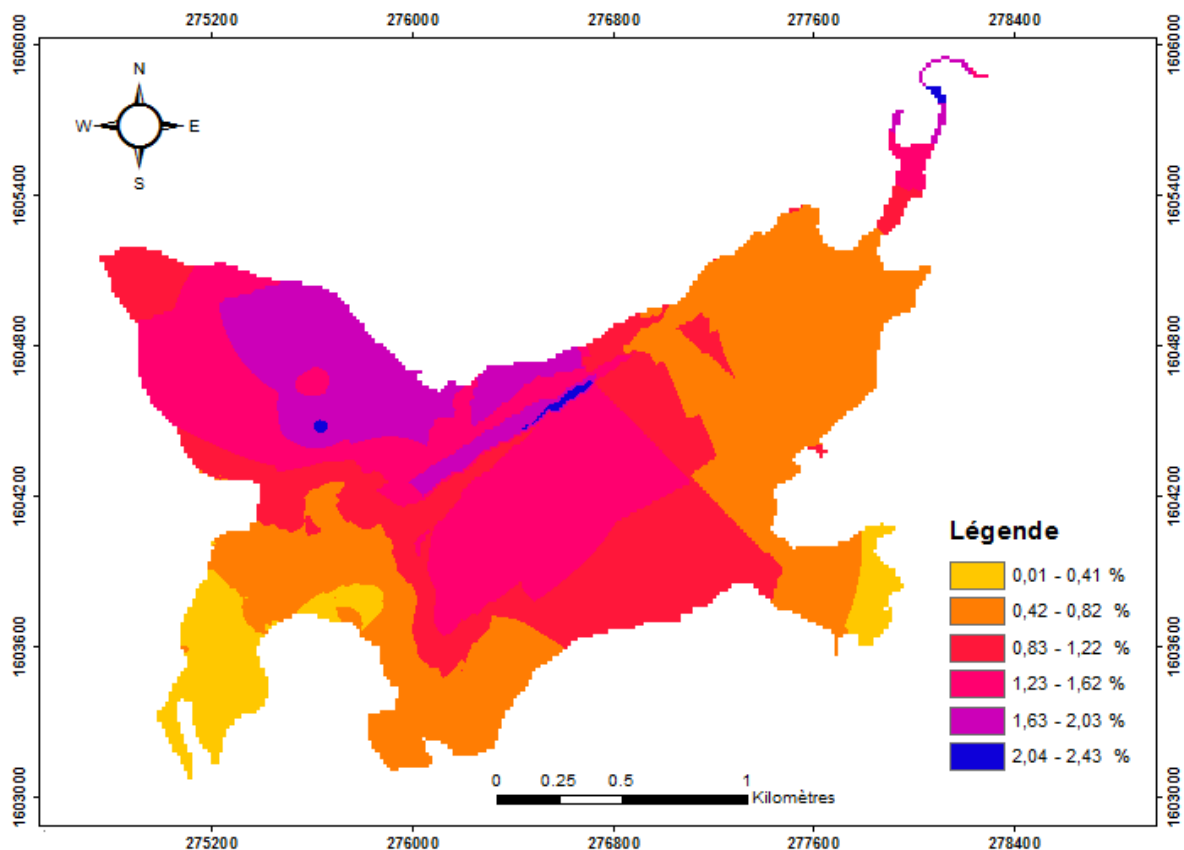 275200 276000 276800 277600 278400
1606000 1606000
N
W E
S
1605400 1605400
1604800 1604800
1604200 1604200
Légende
0,01 - 0,41 %
0,42 - 0,82 %
0,83 - 1,22 %
1,23 - 1,62 %
1,63 - 2,03 %
2,04 - 2,43 %
1603600 1603600
0 0.25 0.5 1
Kilomètres
1603000 1603000
275200 276000 276800 277600 278400